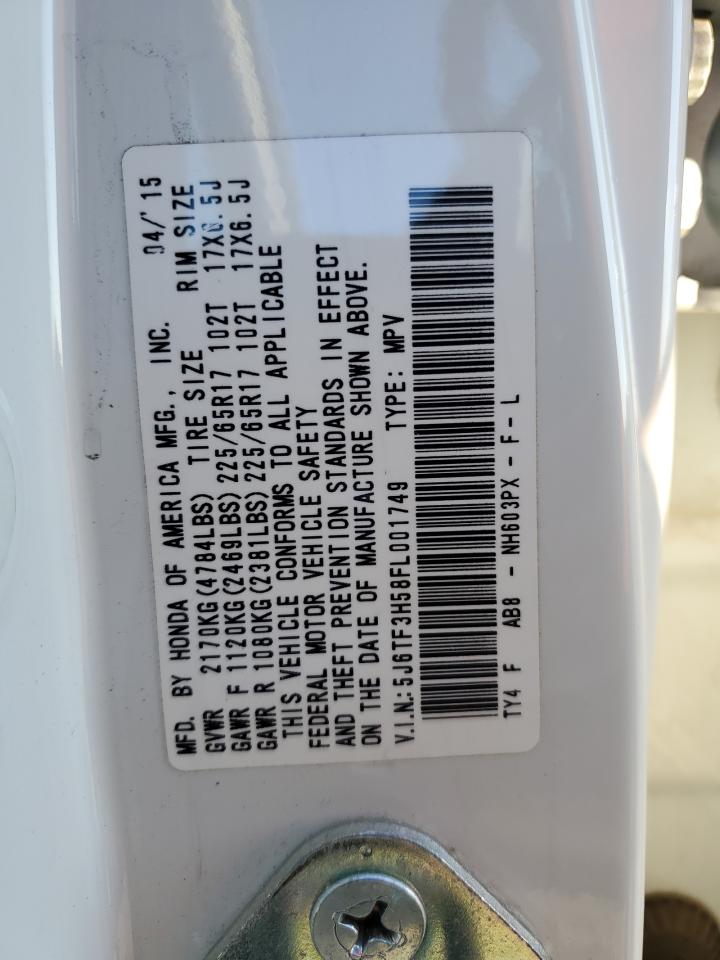 MFD. BY HONDA OF AMERICA MFG., INC. 04/'15
GVWR 2170KG(4784LBS) TIRE SIZE RIM SIZE
GAWR F 1120KG(2469LBS) 225/65R17 102T 17X6.5J
GAWR R 1080KG(2381LBS) 225/65R17 102T 17X6.5J
THIS VEHICLE CONFORMS TO ALL APPLICABLE
FEDERAL MOTOR VEHICLE SAFETY
AND THEFT PREVENTION STANDARDS IN EFFECT
ON THE DATE OF MANUFACTURE SHOWN ABOVE.
V.I.N.: 5J6TF3H58FL001749 TYPE: MPV
TY4 F AB8 - NH603PX - F - L